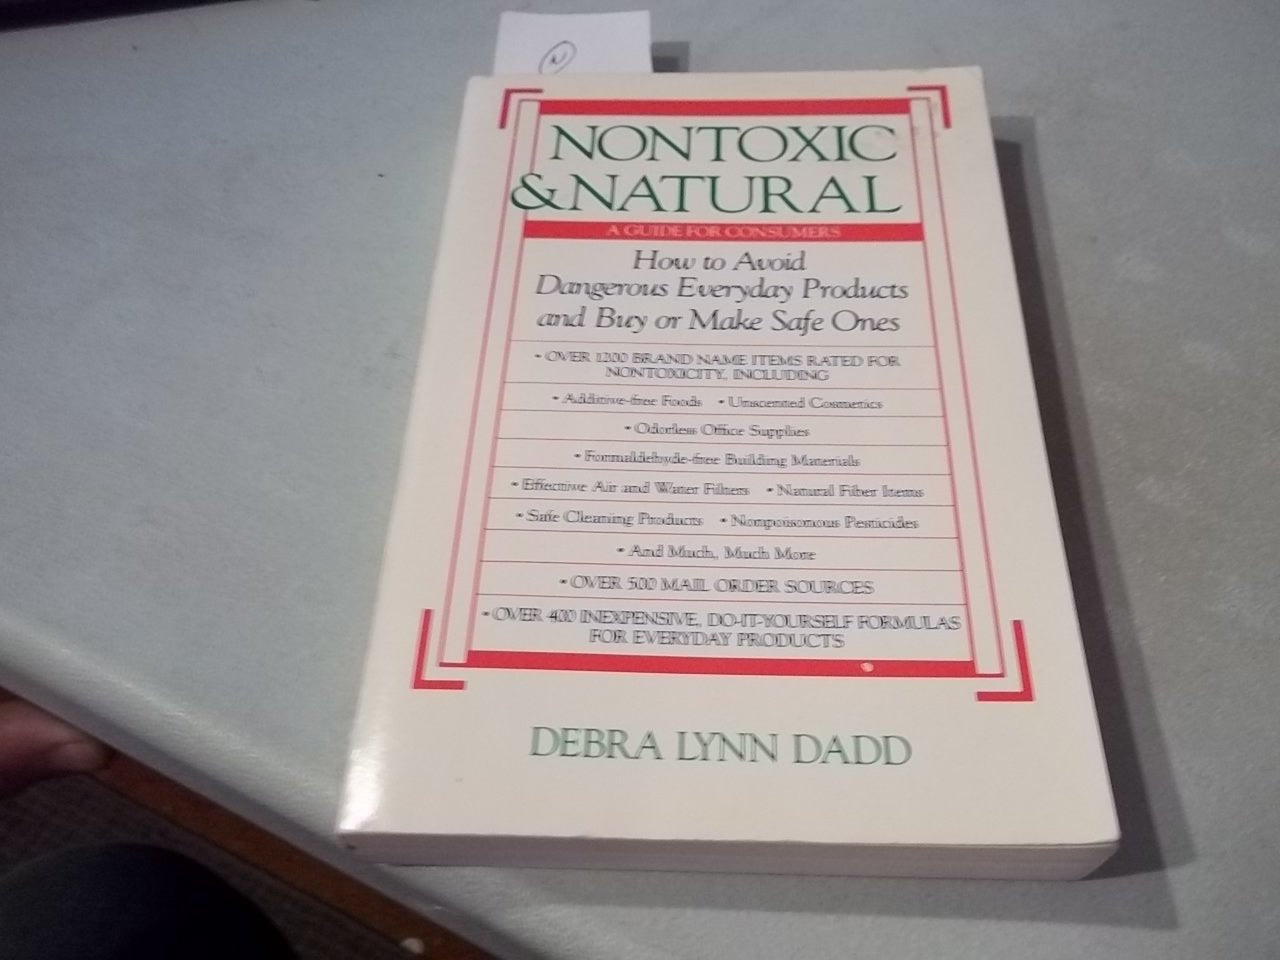 N
NONTOXIC
& NATURAL
A GUIDE FOR CONSUMERS
How to Avoid
Dangerous Everyday Products
and Buy or Make Safe Ones
• OVER 1200 BRAND NAME ITEMS RATED FOR
NONTOXICITY, INCLUDING
• Additive-free Foods • Unscented Cosmetics
• Odorless Office Supplies
• Formaldehyde-free Building Materials
• Effective Air and Water Filters • Natural Fiber Items
• Safe Cleaning Products • Nonpoisonous Pesticides
• And Much, Much More
• OVER 500 MAIL ORDER SOURCES
• OVER 400 INEXPENSIVE, DO-IT-YOURSELF FORMULAS
FOR EVERYDAY PRODUCTS
DEBRA LYNN DADD